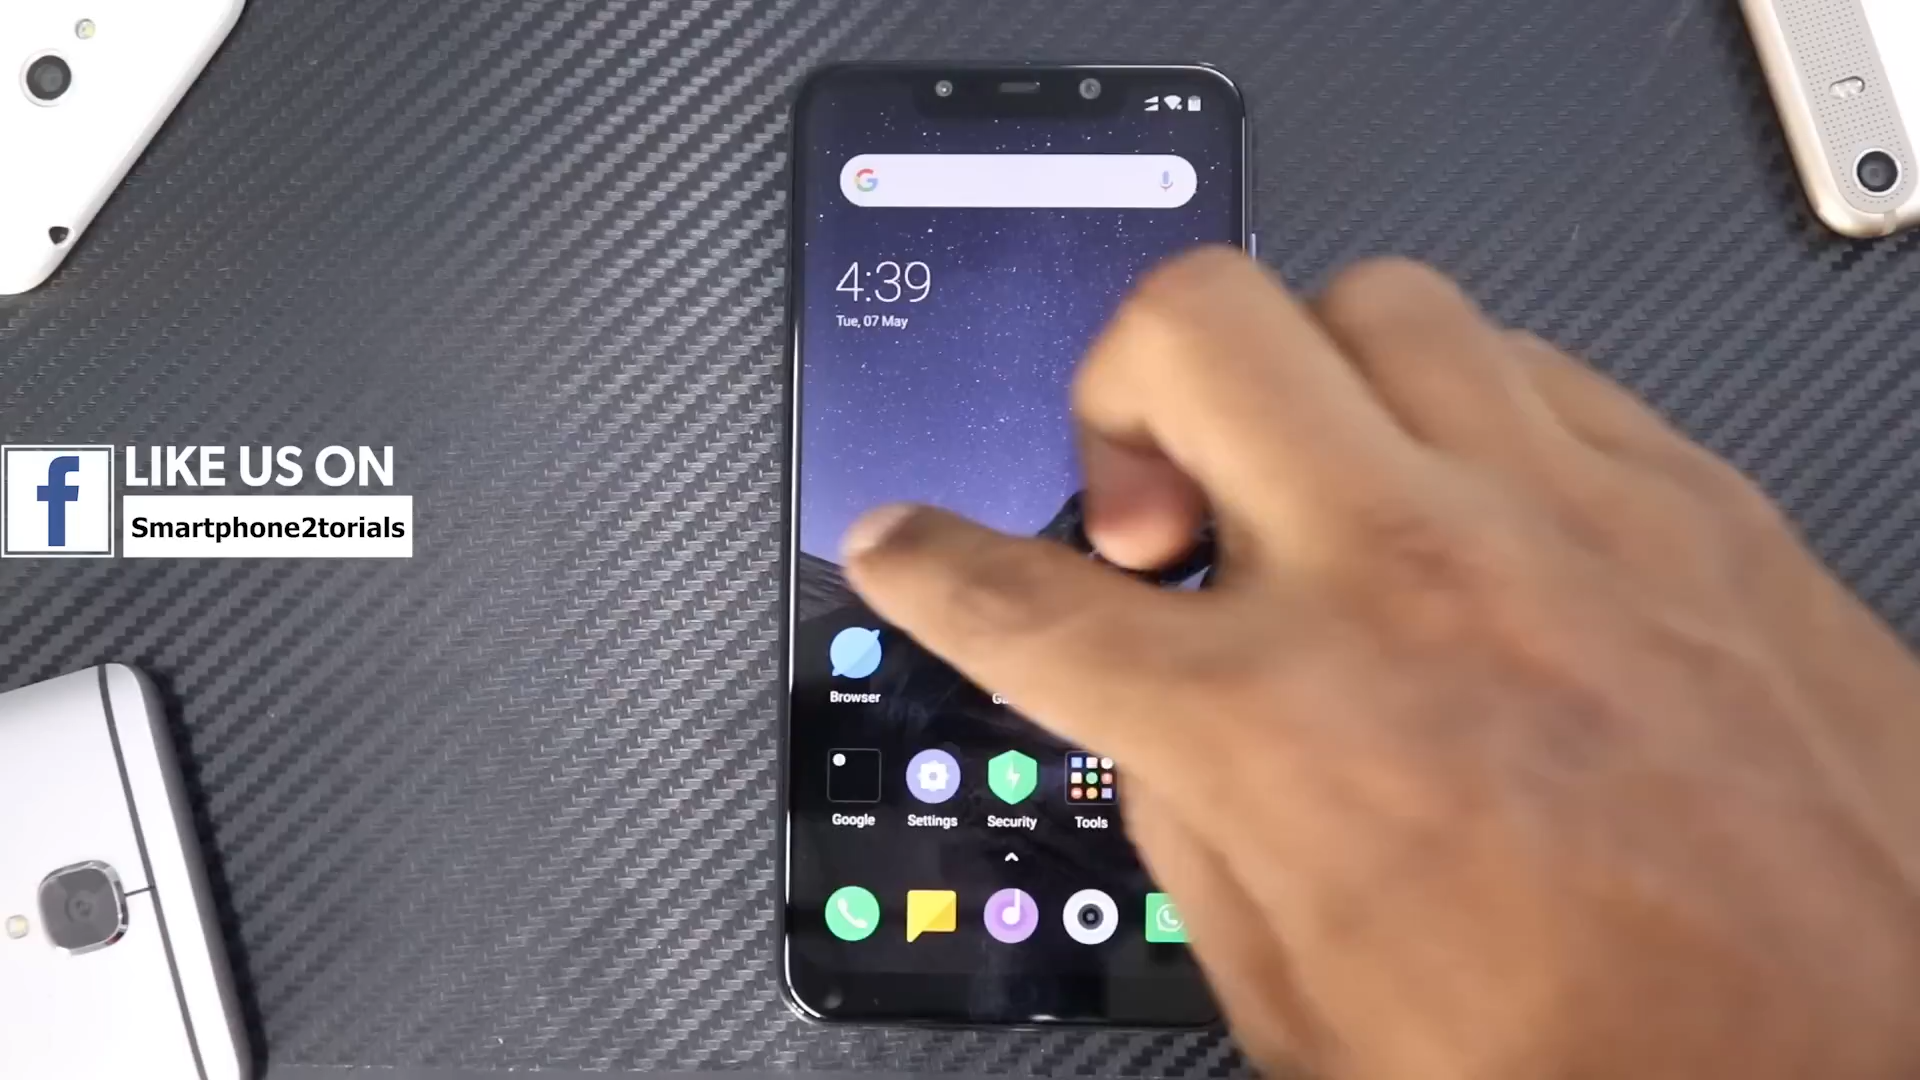 4:39
Tue, 07 May
LIKE US ON
Smartphone2torials
Browser
Google
Settings
Security
Tools